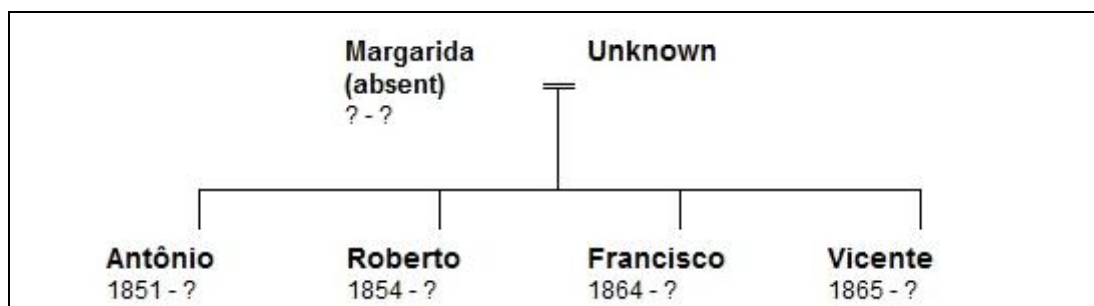 Margarida Unknown
(absent)
? - ?
Antônio Roberto Francisco Vicente
1851 - ? 1854 - ? 1864 - ? 1865 - ?